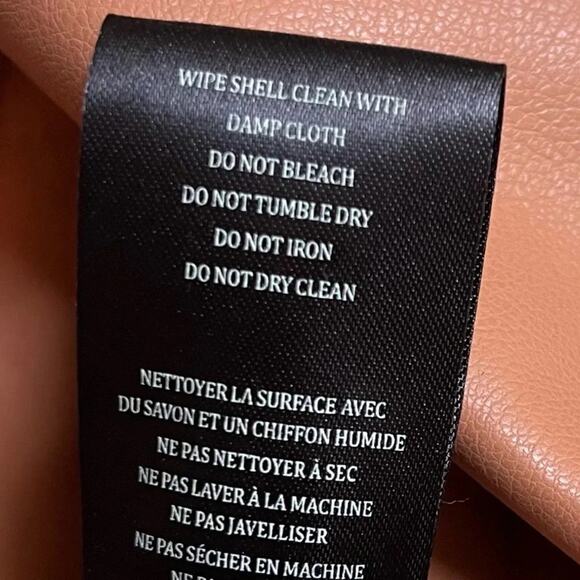 WIPE SHELL CLEAN WITH
DAMP CLOTH
DO NOT BLEACH
DO NOT TUMBLE DRY
DO NOT IRON
DO NOT DRY CLEAN
NETTOYER LA SURFACE AVEC
DU SAVON ET UN CHIFFON HUMIDE
NE PAS NETTOYER À SEC
NE PAS LAVER À LA MACHINE
NE PAS JAVELLISER
NE PAS SÉCHER EN MACHINE
NE